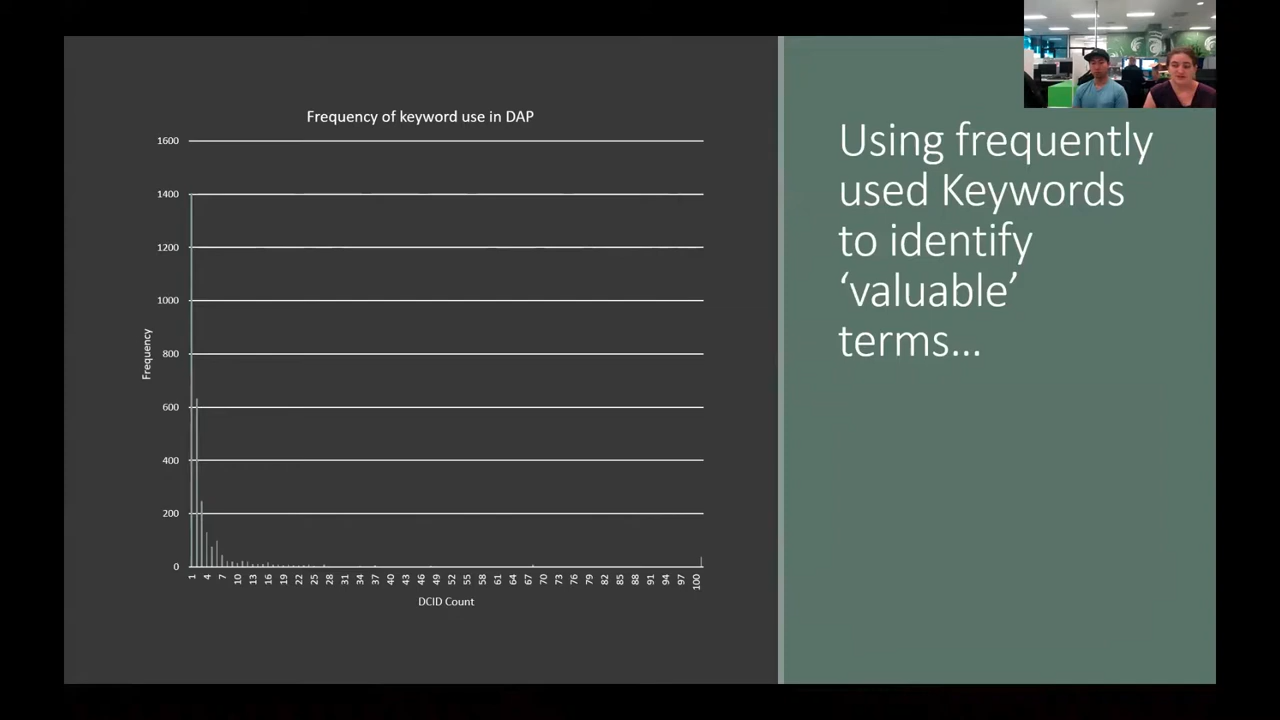 Frequency of keyword use in DAP
1600
1400
1200
1000
800
600
400
200
0
Frequency
1 4 7 10 13 16 19 22 25 28 31 34 37 40 43 46 49 52 55 58 61 64 67 70 73 76 79 82 85 88 91 94 97 100
DCID Count
Using frequently
used Keywords
to identify
‘valuable’
terms…